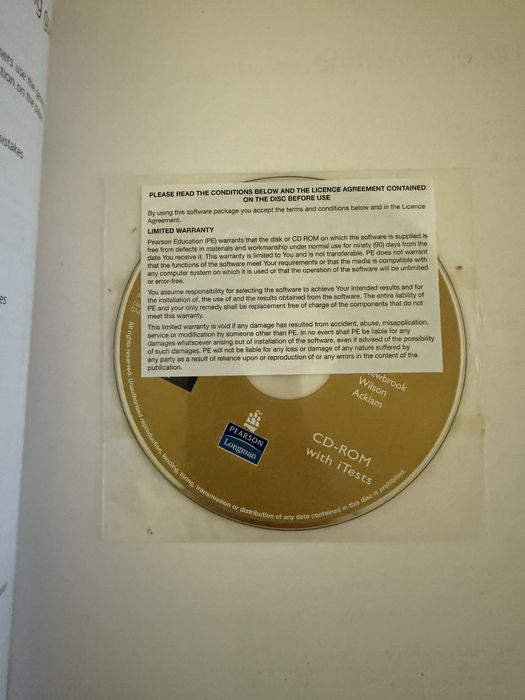 ers use the
tion on the
mistakes
es
PLEASE READ THE CONDITIONS BELOW AND THE LICENCE AGREEMENT CONTAINED
ON THE DISC BEFORE USE
By using this software package you accept the terms and conditions below and in the Licence
Agreement.
LIMITED WARRANTY
Pearson Education (PE) warrants that the disk or CD ROM on which the software is supplied is
free from defects in materials and workmanship under normal use for ninety (90) days from the
date You receive it. This warranty is limited to You and is not transferable. PE does not warrant
that the functions of the software meet Your requirements or that the media is compatible with
any computer system on which it is used or that the operation of the software will be unlimited
or error-free.
You assume responsibility for selecting the software to achieve Your intended results and for
the installation of, the use of and the results obtained from the software. The entire liability of
PE and your only remedy shall be replacement free of charge of the components that do not
meet this warranty.
This limited warranty is void if any damage has resulted from accident, abuse, misapplication,
service or modification by someone other than PE. In no event shall PE be liable for any
damages whatsoever arising out of installation of the software, even if advised of the possibility
of such damages. PE will not be liable for any loss or damage of any nature suffered by
any party as a result of reliance upon or reproduction of or any errors in the content of the
publication.
ewbrook
Wilson
Acklam
PEARSON
Longman
CD-ROM
with iTests
All rights reserved. Unauthorised reproduction, lending, hiring, transmission or distribution of any data contained in this disc is prohibited.